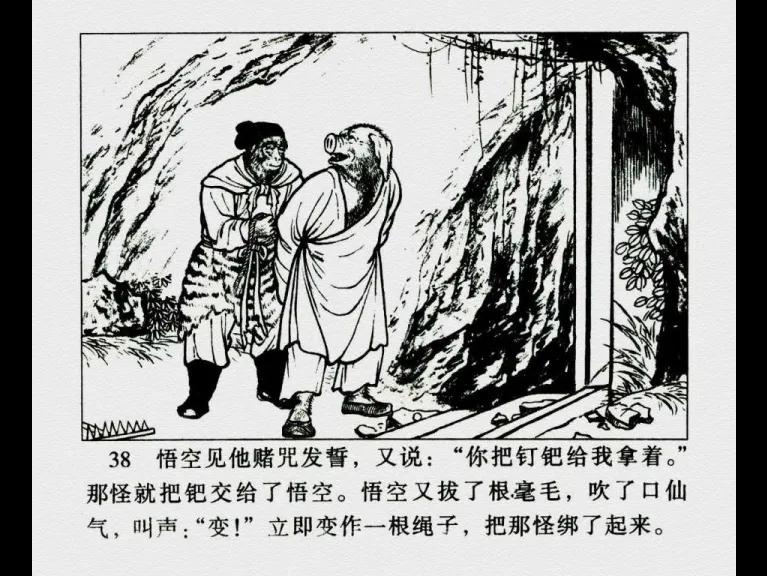 38 悟空见他赌咒发誓，又说：“你把钉钯给我拿着。”
那怪就把钯交给了悟空。悟空又拔了根毫毛，吹了口仙
气，叫声：“变！”立即变作一根绳子，把那怪绑了起来。